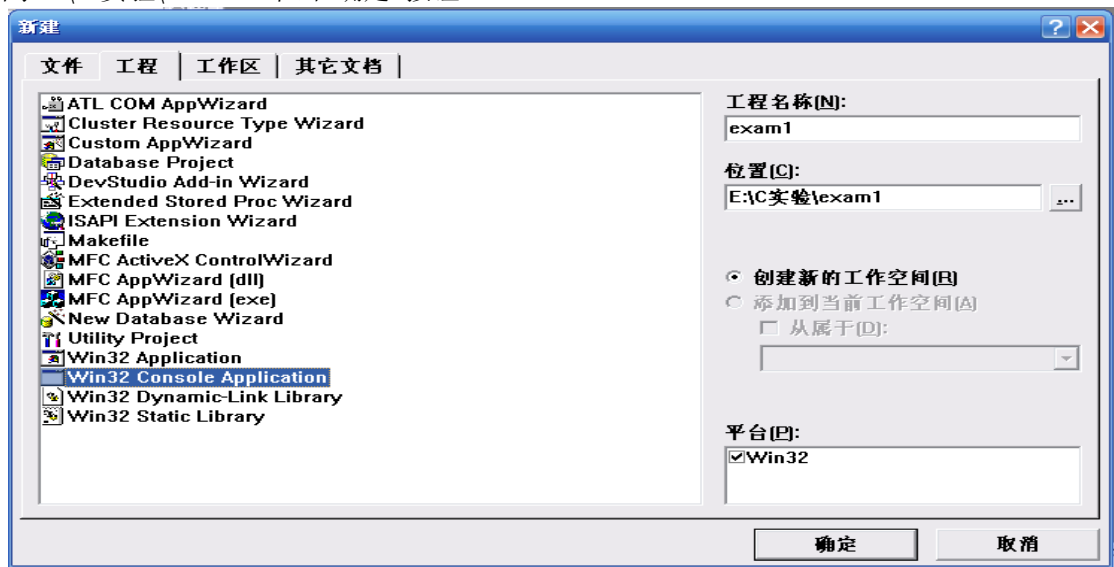 新建
文件 工程 工作区 其它文档
ATL COM AppWizard
Cluster Resource Type Wizard
Custom AppWizard
Database Project
DevStudio Add-in Wizard
Extended Stored Proc Wizard
ISAPI Extension Wizard
Makefile
MFC ActiveX ControlWizard
MFC AppWizard (dll)
MFC AppWizard (exe)
New Database Wizard
Utility Project
Win32 Application
Win32 Console Application
Win32 Dynamic-Link Library
Win32 Static Library
工程名称(N):
exam1
位置(C):
E:\C实验\exam1
...
创建新的工作空间(R)
添加到当前工作空间(A)
从属于(D):
平台(P):
Win32
确定 取消